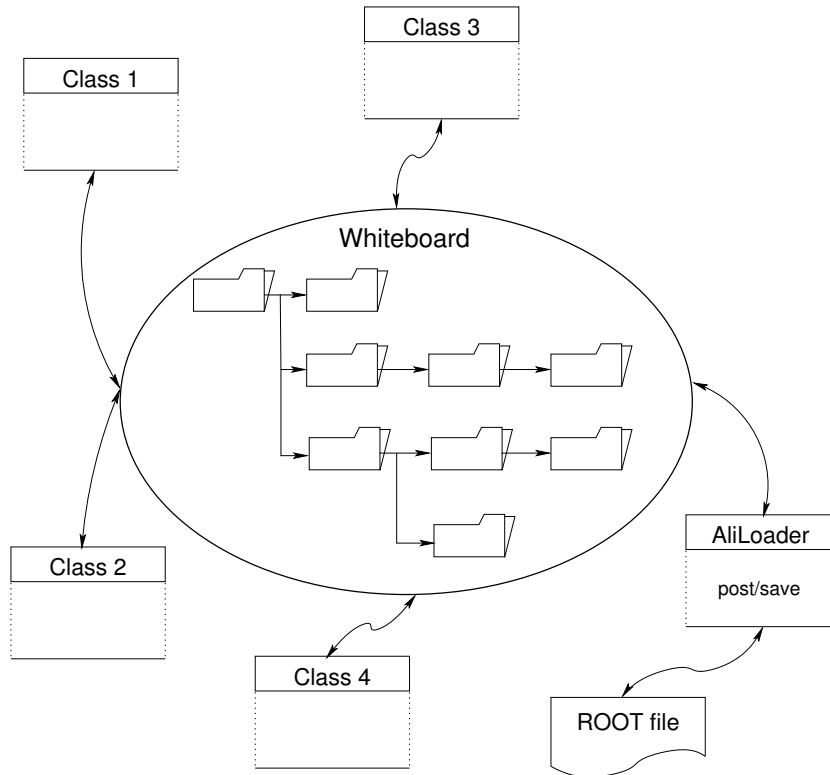 Class 3
Class 1
Whiteboard
AliLoader
post/save
Class 2
Class 4
ROOT file